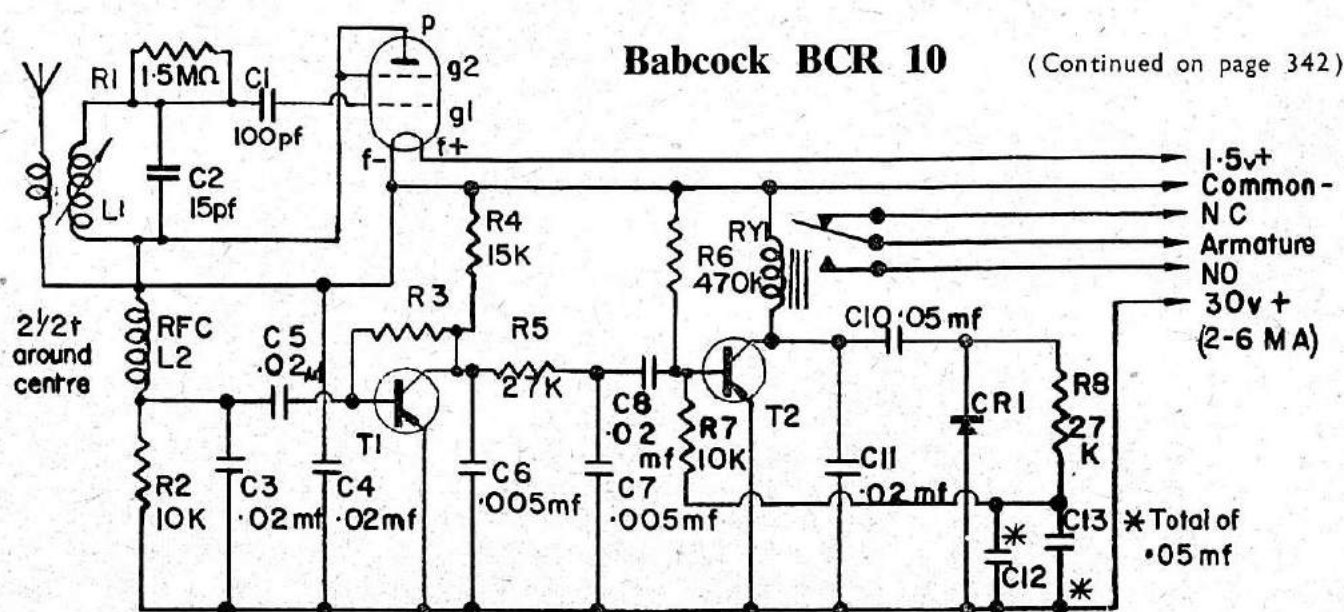 Babcock BCR 10
(Continued on page 342)
p
g2
g1
f-
f+
R1
1·5MΩ
C1
100pf
C2
15pf
L1
1·5v+
Common-
NC
Armature
NO
30v+
(2-6 MA)
R4
15K
R6
470K
RY1
2½t
around
centre
RFC
L2
C5
·02μf
R3
R5
27K
C8
·02
mf
C10 ·05mf
T1
T2
R7
10K
CR1
R8
27
K
R2
10K
C3
·02mf
C4
·02mf
C6
·005mf
C7
·005mf
C11
·02mf
C12
*
C13
*
* Total of
·05mf